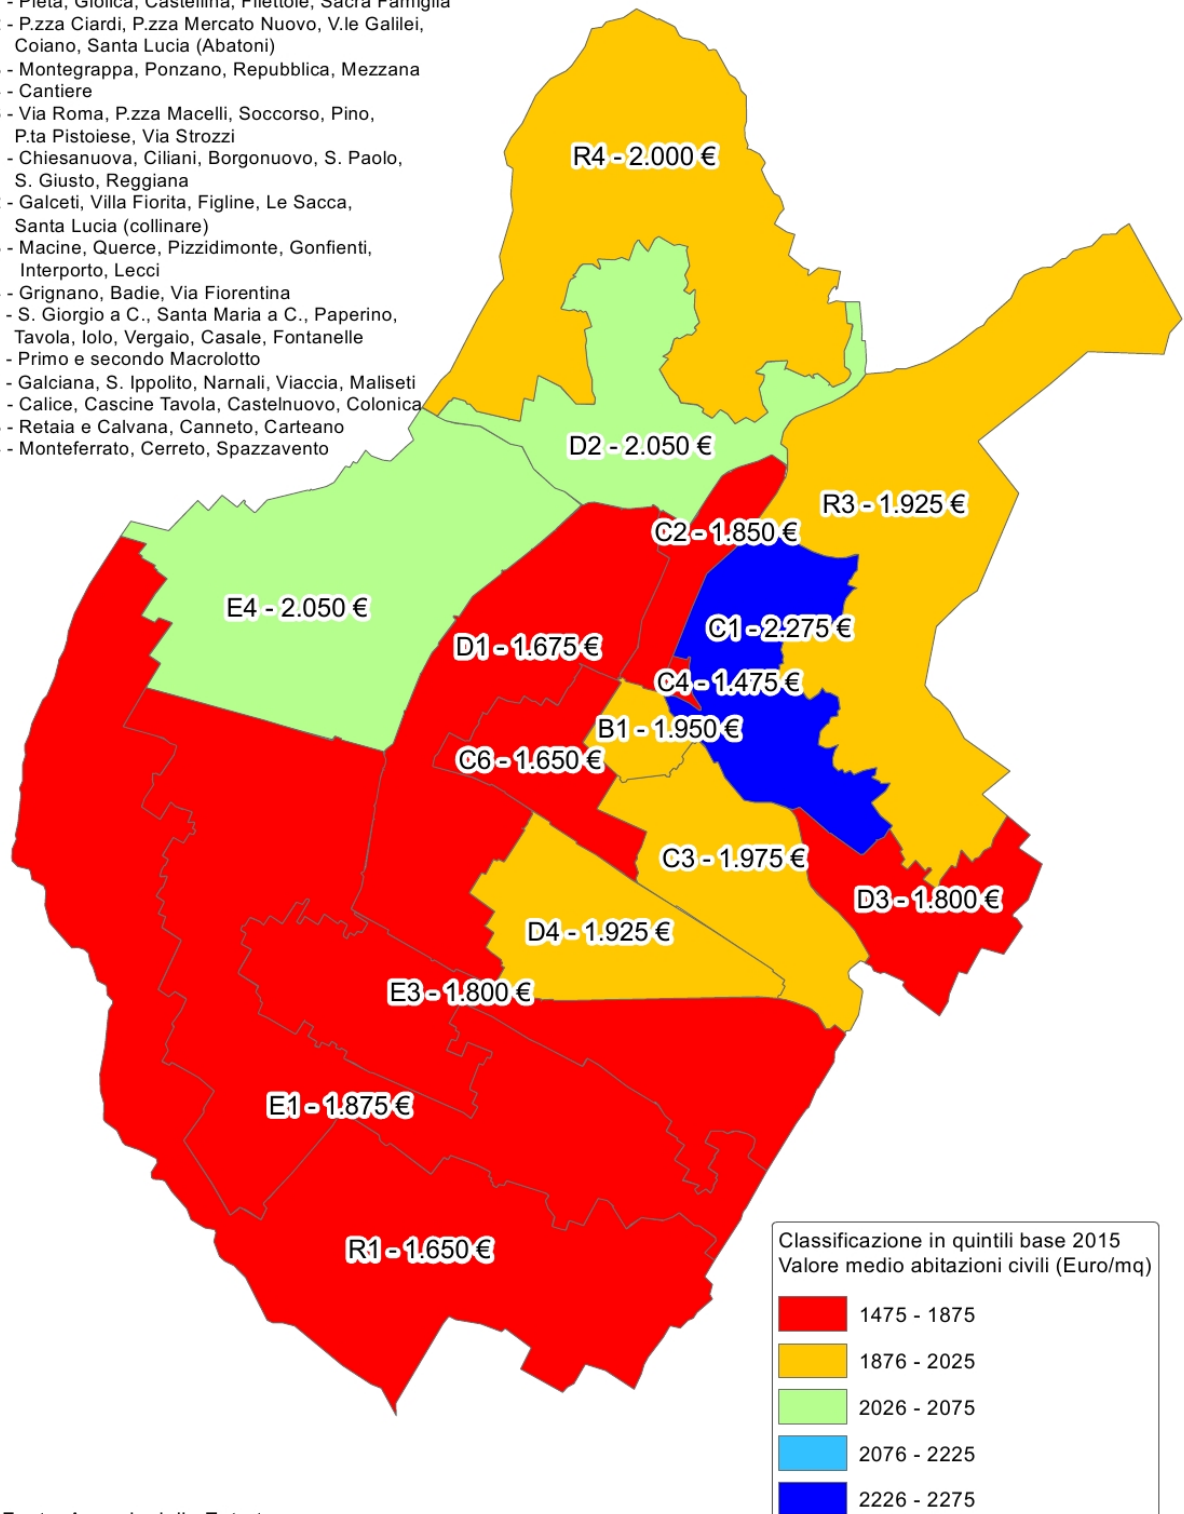 - Pietà, Giolica, Castellina, Filettole, Sacra Famiglia
- P.zza Ciardi, P.zza Mercato Nuovo, V.le Galilei,
Coiano, Santa Lucia (Abatoni)
- Montegrappa, Ponzano, Repubblica, Mezzana
- Cantiere
- Via Roma, P.zza Macelli, Soccorso, Pino,
P.ta Pistoiese, Via Strozzi
- Chiesanuova, Ciliani, Borgonuovo, S. Paolo,
S. Giusto, Reggiana
- Galceti, Villa Fiorita, Figline, Le Sacca,
Santa Lucia (collinare)
- Macine, Querce, Pizzidimonte, Gonfienti,
Interporto, Lecci
- Grignano, Badie, Via Fiorentina
- S. Giorgio a C., Santa Maria a C., Paperino,
Tavola, Iolo, Vergaio, Casale, Fontanelle
- Primo e secondo Macrolotto
- Galciana, S. Ippolito, Narnali, Viaccia, Maliseti
- Calice, Cascine Tavola, Castelnuovo, Colonica
- Retaia e Calvana, Canneto, Carteano
- Monteferrato, Cerreto, Spazzavento
R4 - 2.000 €
D2 - 2.050 €
R3 - 1.925 €
C2 - 1.850 €
E4 - 2.050 €
C1 - 2.275 €
D1 - 1.675 €
C4 - 1.475 €
B1 - 1.950 €
C6 - 1.650 €
C3 - 1.975 €
D3 - 1.800 €
D4 - 1.925 €
E3 - 1.800 €
E1 - 1.875 €
R1 - 1.650 €
Classificazione in quintili base 2015
Valore medio abitazioni civili (Euro/mq)
1475 - 1875
1876 - 2025
2026 - 2075
2076 - 2225
2226 - 2275